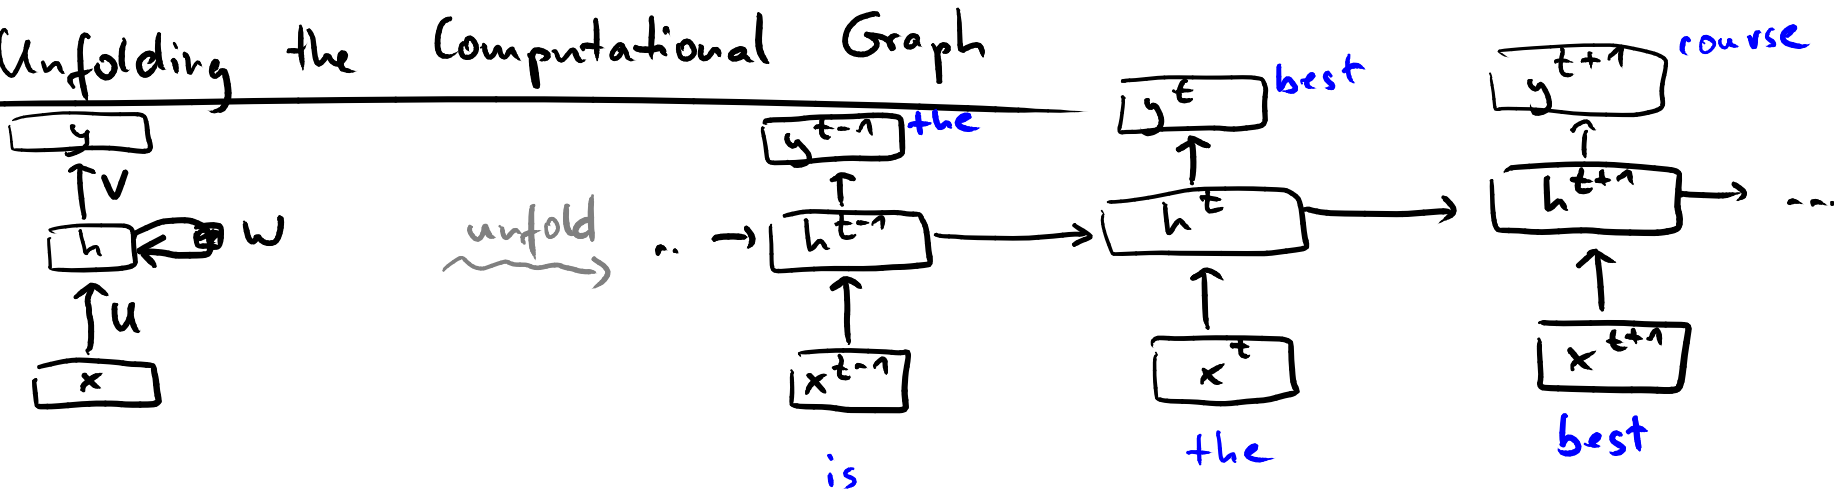 Unfolding the Computational Graph
y
V
h W
U
x
unfold
.. y^{t-1} the
h^{t-1}
x^{t-1}
is
y^t best
h^t
x^t
the
y^{t+1} course
h^{t+1} ...
x^{t+1}
best